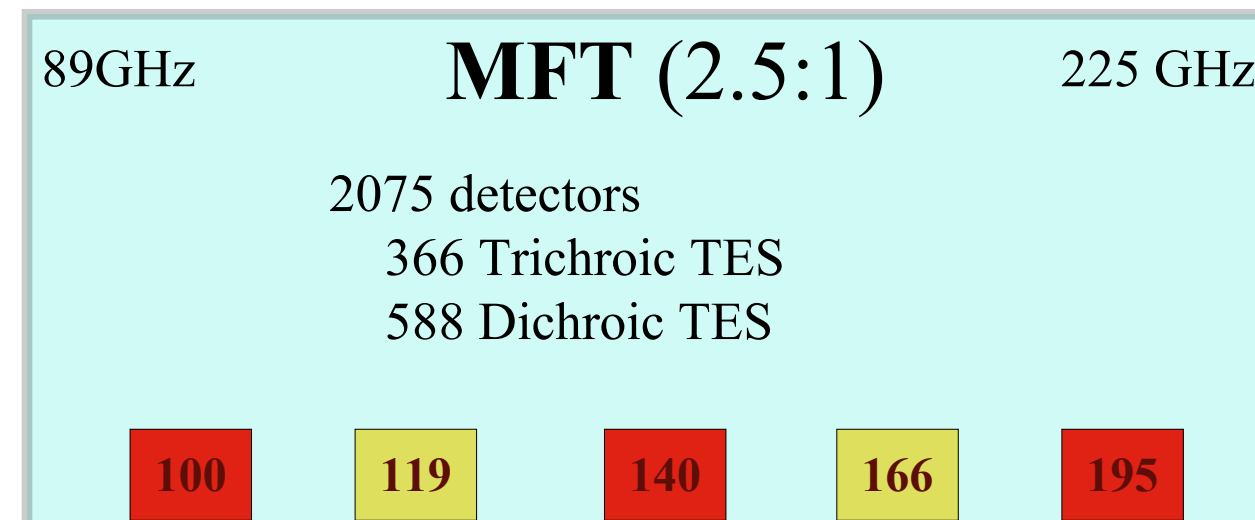 89GHz MFT (2.5:1) 225 GHz
2075 detectors
366 Trichroic TES
588 Dichroic TES
100 119 140 166 195